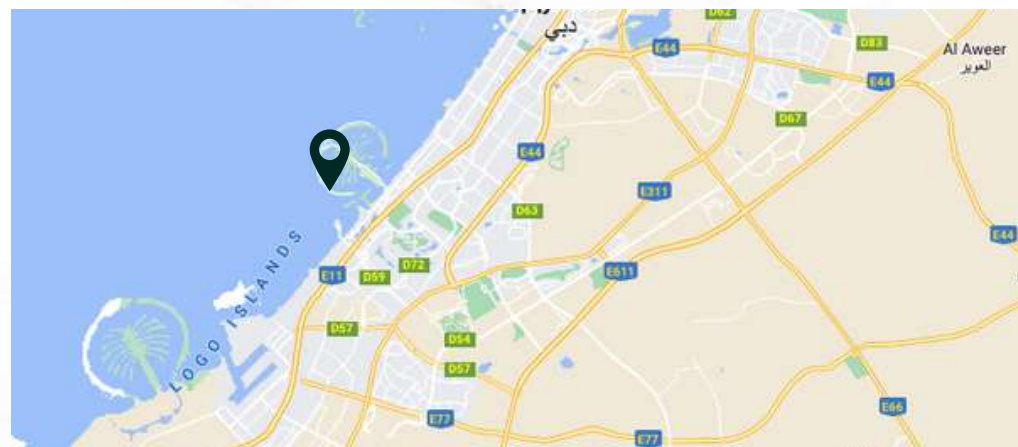 دبي
D62
E44
D83
Al Aweer
العوير
E44
D67
E44
E311
D63
E44
LOGO ISLANDS
E11
D59
D72
E611
D57
D54
D57
E66
E77
E77